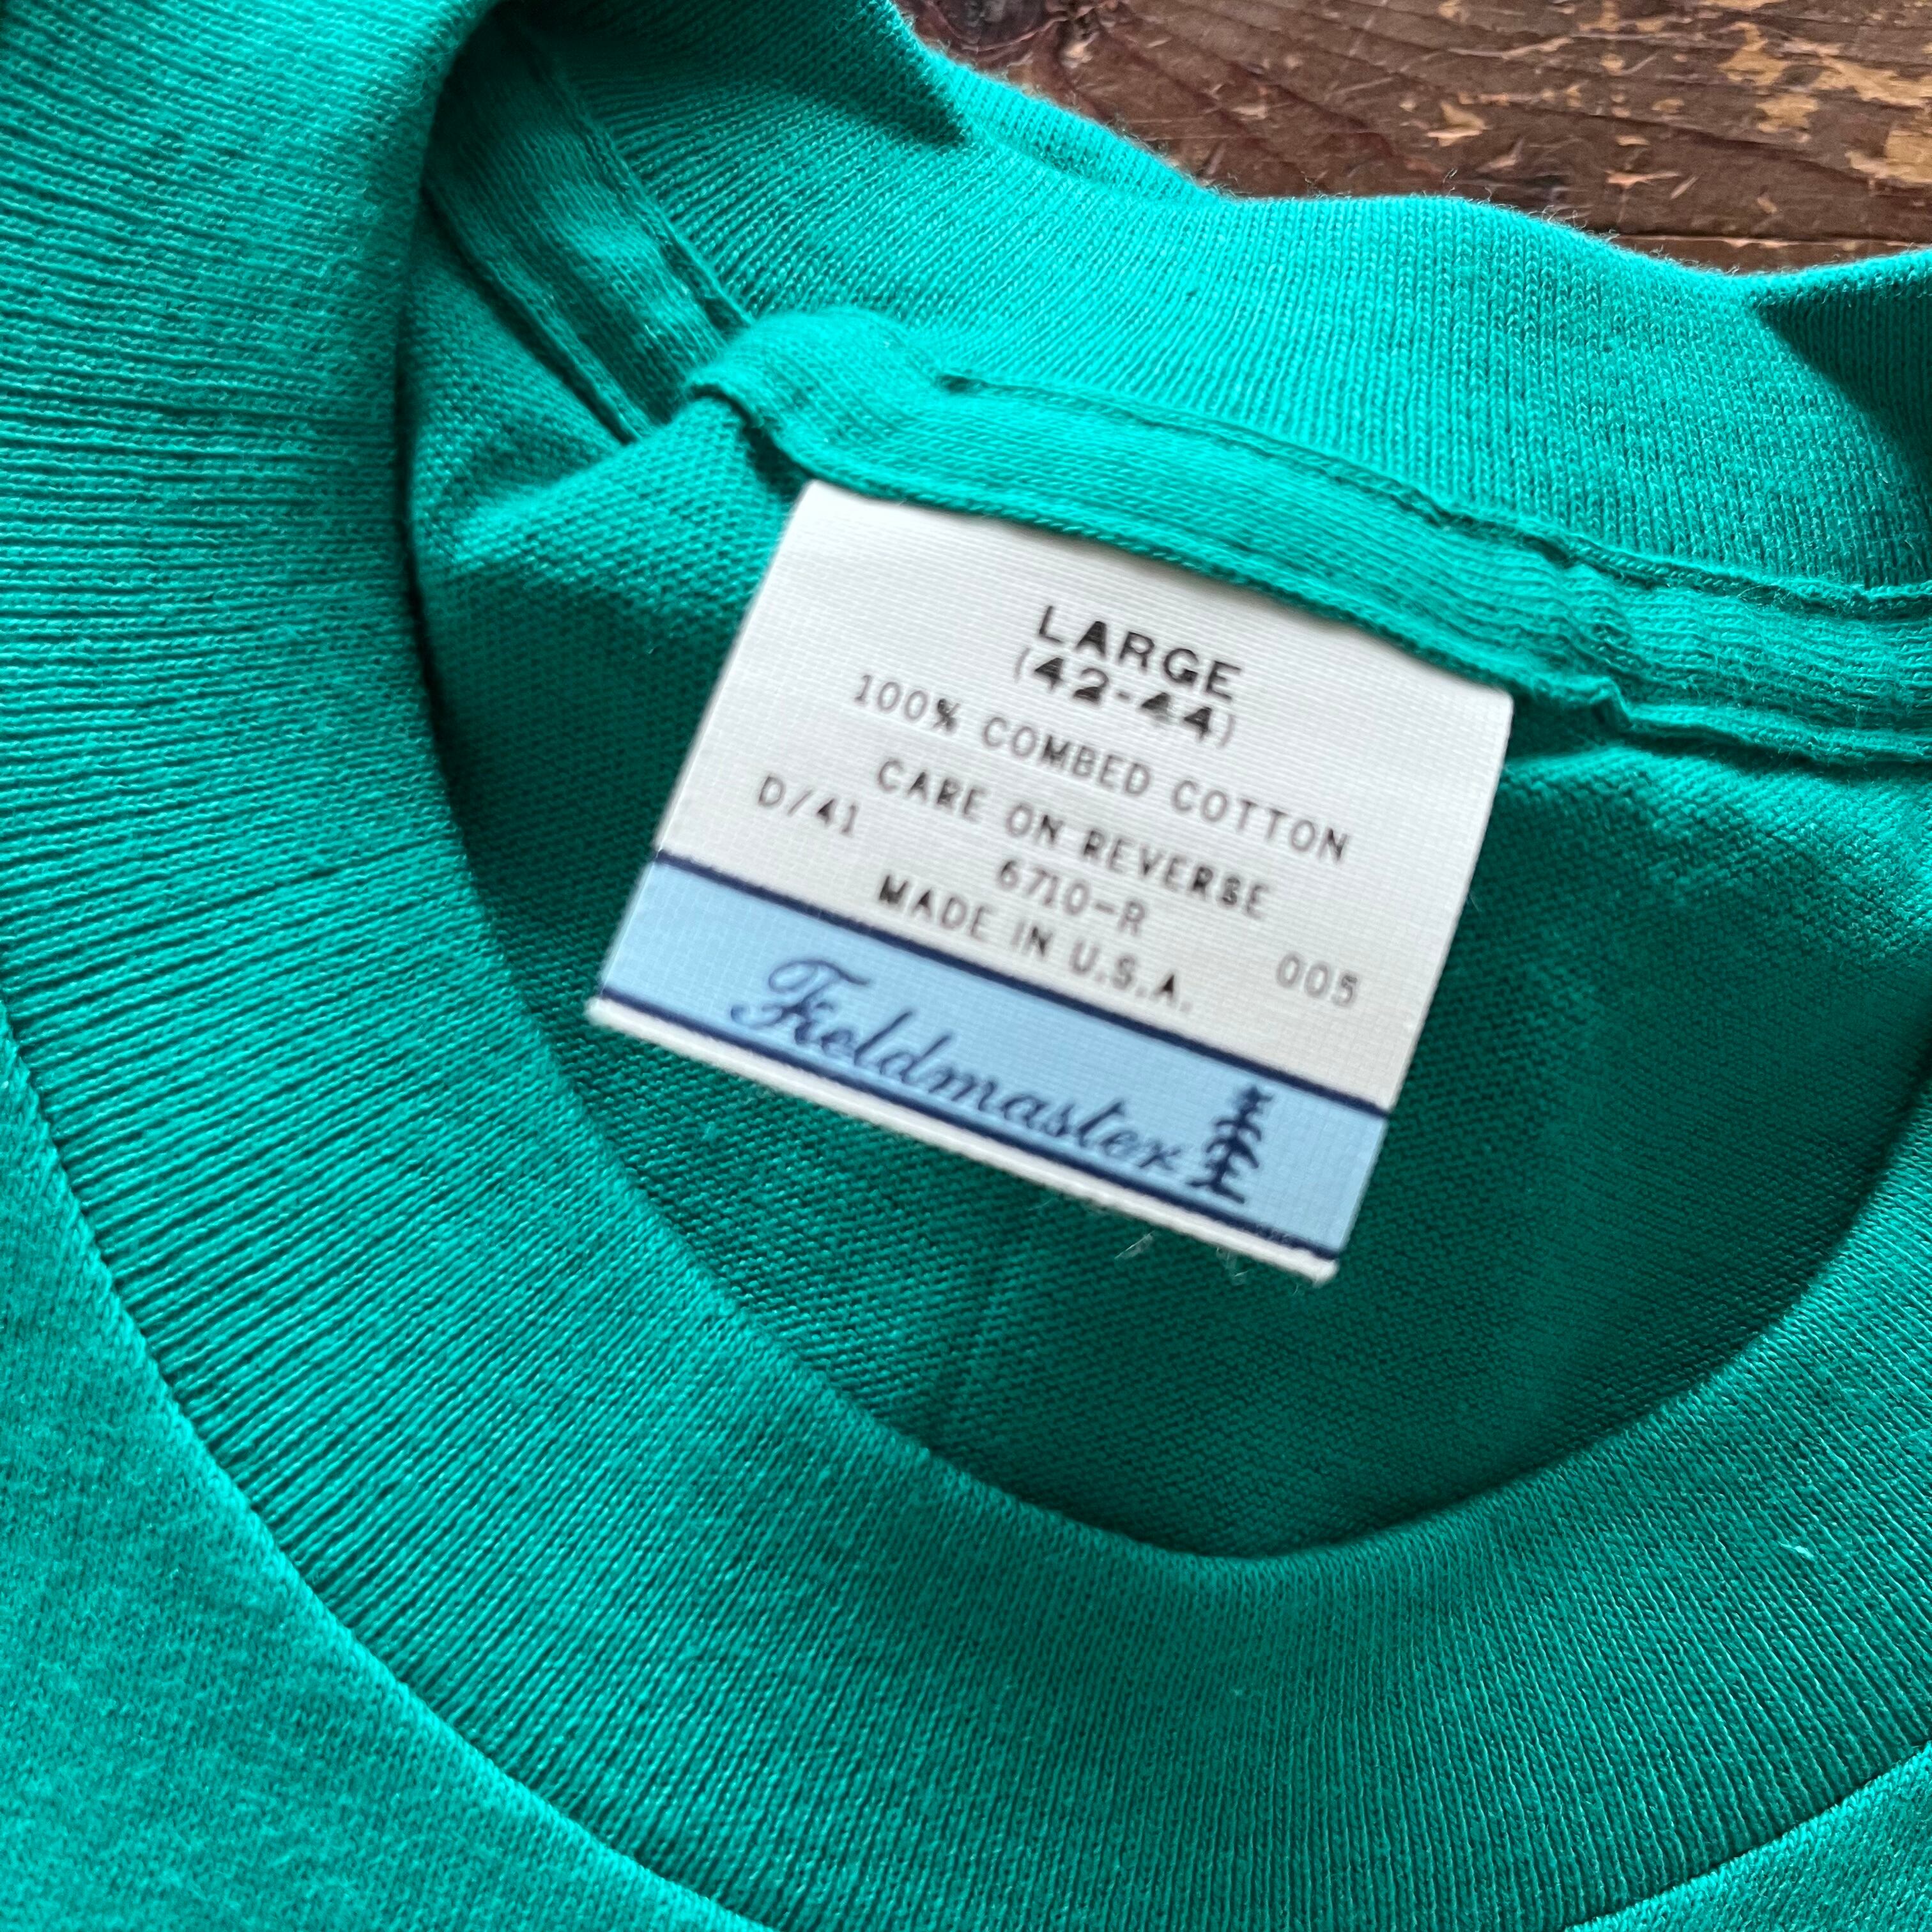 LARGE
(42-44)
100% COMBED COTTON
CARE ON REVERSE
D/41 6710-R 005
MADE IN U.S.A.
Fieldmaster